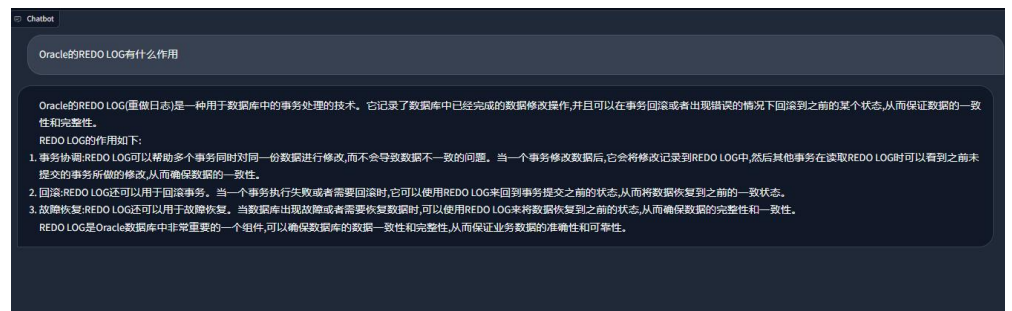 Chatbot
Oracle的REDO LOG有什么作用
Oracle的REDO LOG(重做日志)是一种用于数据库中的事务处理的技术。它记录了数据库中已经完成的数据修改操作,并且可以在事务回滚或者出现错误的情况下回滚到之前的某个状态,从而保证数据的一致
性和完整性。
REDO LOG的作用如下:
1. 事务协调:REDO LOG可以帮助多个事务同时对同一份数据进行修改,而不会导致数据不一致的问题。当一个事务修改数据后,它会将修改记录到REDO LOG中,然后其他事务在读取REDO LOG时可以看到之前未
提交的事务所做的修改,从而确保数据的一致性。
2. 回滚:REDO LOG还可以用于回滚事务。当一个事务执行失败或者需要回滚时,它可以使用REDO LOG来回到事务提交之前的状态,从而将数据恢复到之前的一致状态。
3. 故障恢复:REDO LOG还可以用于故障恢复。当数据库出现故障或者需要恢复数据时,可以使用REDO LOG来将数据恢复到之前的状态,从而确保数据的完整性和一致性。
REDO LOG是Oracle数据库中非常重要的一个组件,可以确保数据库的数据一致性和完整性,从而保证业务数据的准确性和可靠性。